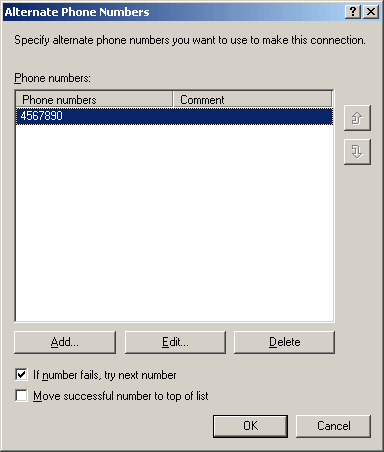 Alternate Phone Numbers
Specify alternate phone numbers you want to use to make this connection.
Phone numbers:
Phone numbers Comment
4567890
Add... Edit... Delete
If number fails, try next number
Move successful number to top of list
OK Cancel